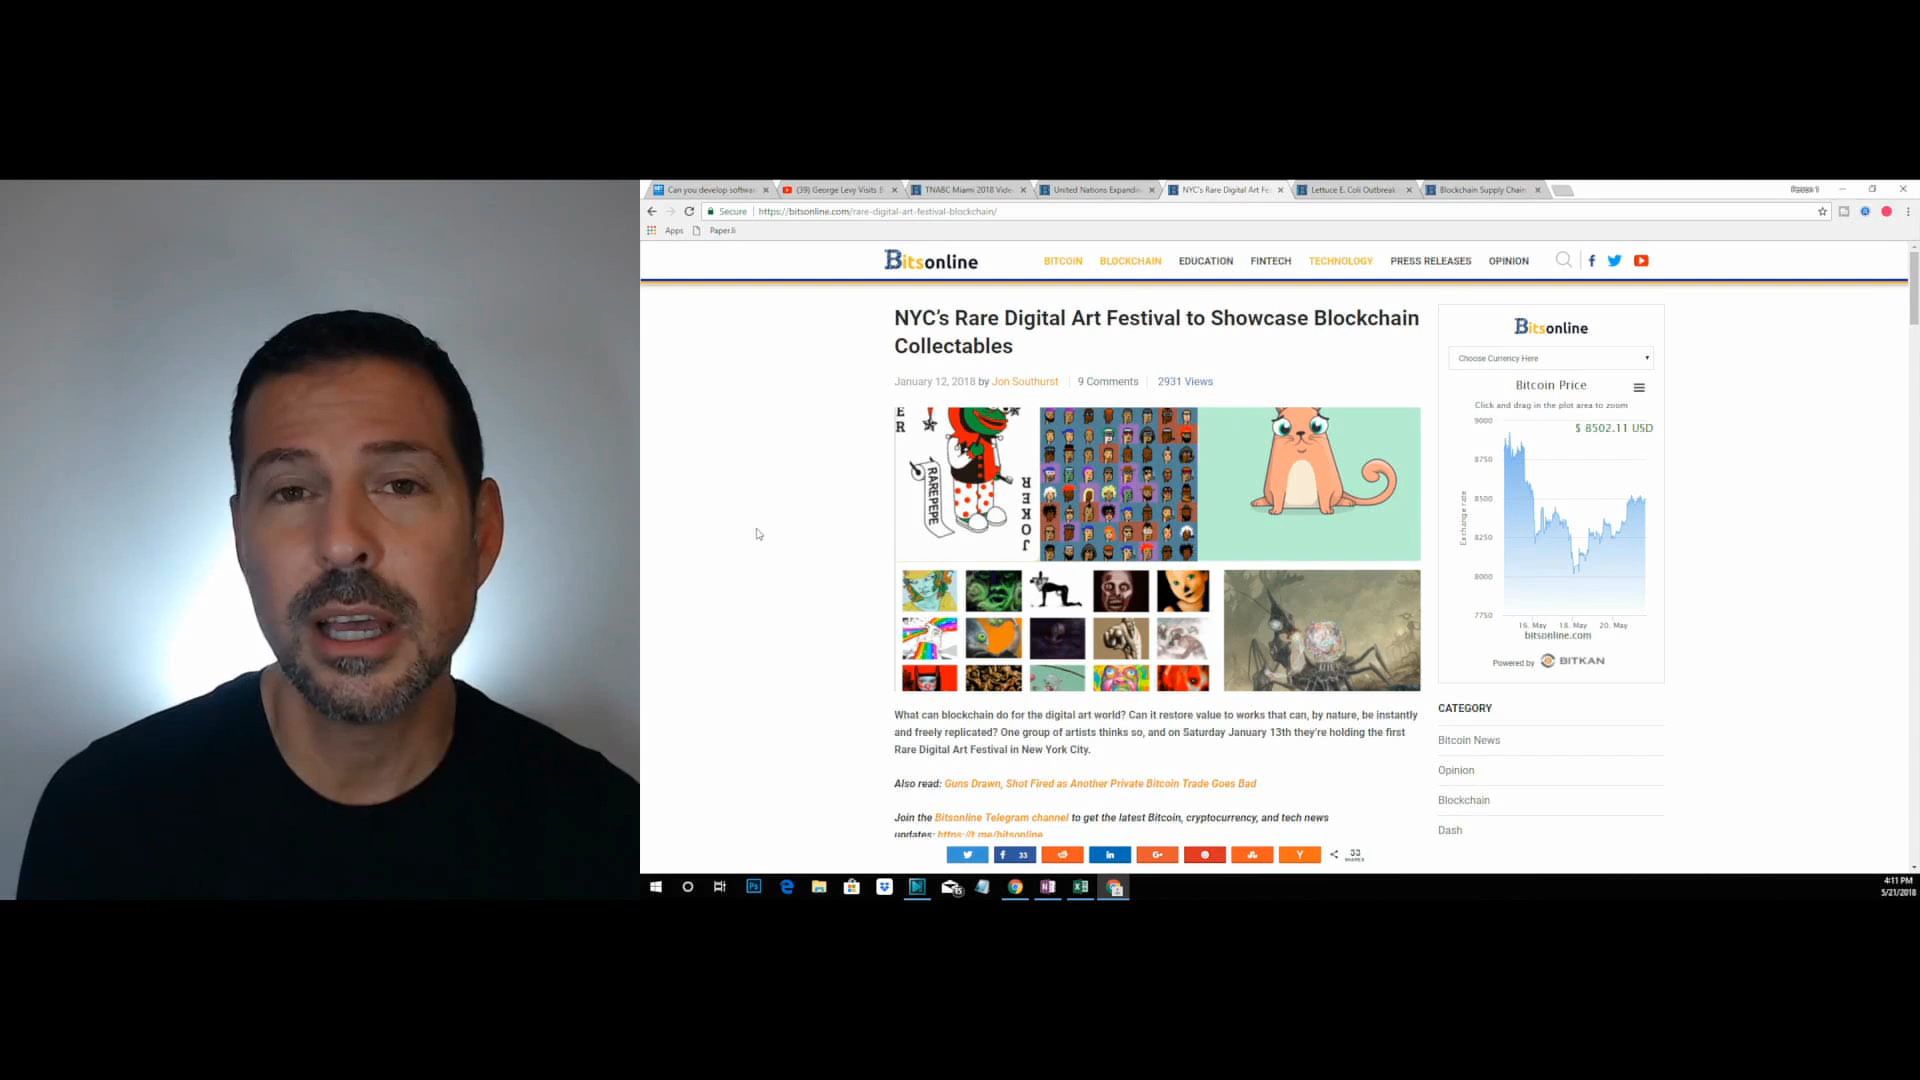 Can you develop softwar
(39) George Levy Visits B
TNABC Miami 2018 Vide
United Nations Expandin
NYC's Rare Digital Art Fe
Lettuce E. Coli Outbreak
Blockchain Supply Chain
Secure
https://bitsonline.com/rare-digital-art-festival-blockchain/
Apps
Paper.li
Bitsonline
BITCOIN
BLOCKCHAIN
EDUCATION
FINTECH
TECHNOLOGY
PRESS RELEASES
OPINION
NYC's Rare Digital Art Festival to Showcase Blockchain
Collectables
January 12, 2018 by Jon Southurst
9 Comments
2931 Views
ER
RAREPEPE
JOKER
What can blockchain do for the digital art world? Can it restore value to works that can, by nature, be instantly
and freely replicated? One group of artists thinks so, and on Saturday January 13th they're holding the first
Rare Digital Art Festival in New York City.
Also read: Guns Drawn, Shot Fired as Another Private Bitcoin Trade Goes Bad
Join the Bitsonline Telegram channel to get the latest Bitcoin, cryptocurrency, and tech news
updates: https://t.me/bitsonline
33
33
SHARES
Bitsonline
Choose Currency Here
Bitcoin Price
Click and drag in the plot area to zoom
$ 8502.11 USD
9000
8750
8500
8250
8000
7750
Exchange rate
16. May
18. May
20. May
bitsonline.com
Powered by BITKAN
CATEGORY
Bitcoin News
Opinion
Blockchain
Dash
4:11 PM
5/21/2018